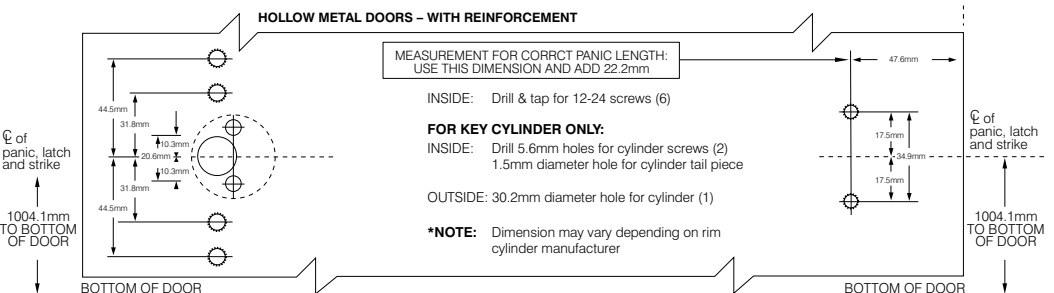 HOLLOW METAL DOORS – WITH REINFORCEMENT
MEASUREMENT FOR CORRCT PANIC LENGTH:
USE THIS DIMENSION AND ADD 22.2mm
47.6mm
INSIDE: Drill & tap for 12-24 screws (6)
FOR KEY CYLINDER ONLY:
INSIDE: Drill 5.6mm holes for cylinder screws (2)
1.5mm diameter hole for cylinder tail piece
OUTSIDE: 30.2mm diameter hole for cylinder (1)
*NOTE: Dimension may vary depending on rim
cylinder manufacturer
44.5mm
31.8mm
10.3mm
20.6mm
10.3mm
31.8mm
44.5mm
℄ of
panic, latch
and strike
1004.1mm
TO BOTTOM
OF DOOR
BOTTOM OF DOOR
17.5mm
34.9mm
17.5mm
℄ of
panic, latch
and strike
1004.1mm
TO BOTTOM
OF DOOR
BOTTOM OF DOOR